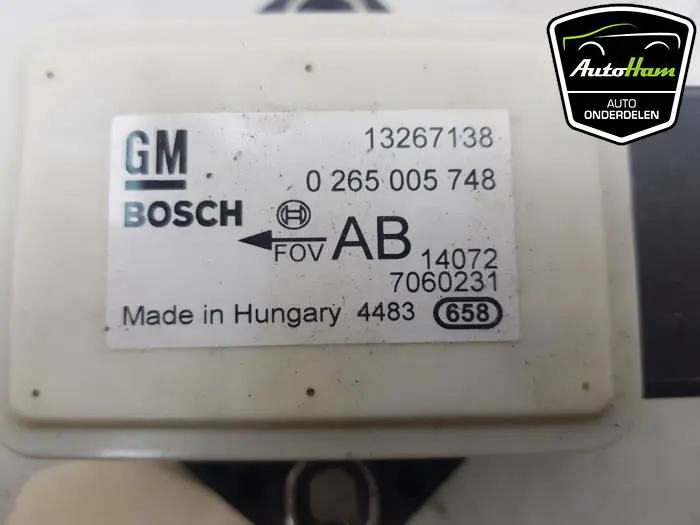 AutoHam
AUTO
ONDERDELEN
GM
13267138
0 265 005 748
BOSCH
FOV
AB
14072
7060231
Made in Hungary 4483 658